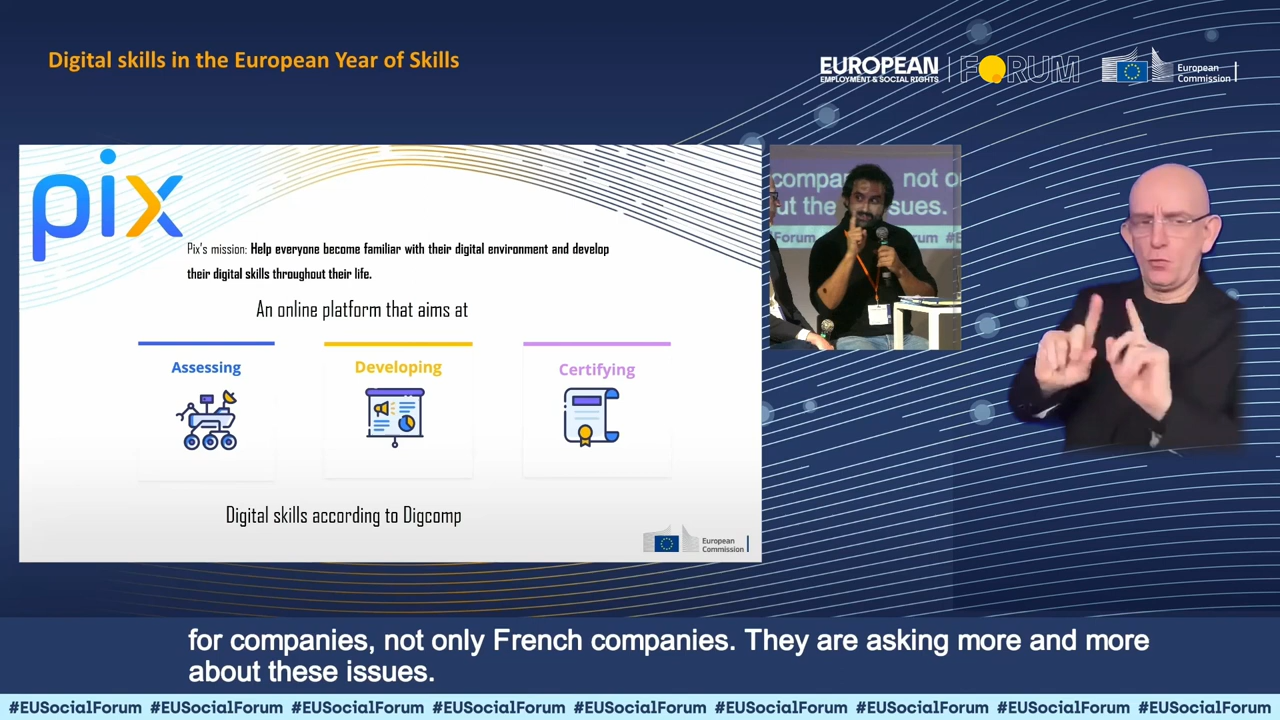 Digital skills in the European Year of Skills
EUROPEAN
EMPLOYMENT & SOCIAL RIGHTS
FORUM
European
Commission
pix
Pix's mission: Help everyone become familiar with their digital environment and develop
their digital skills throughout their life.
An online platform that aims at
Assessing
Developing
Certifying
Digital skills according to Digcomp
European
Commission
not o
sues.
Forum
for companies, not only French companies. They are asking more and more
about these issues.
#EUSocialForum #EUSocialForum #EUSocialForum #EUSocialForum #EUSocialForum #EUSocialForum #EUSocialForum #EUSocialForum #EUSocialForum